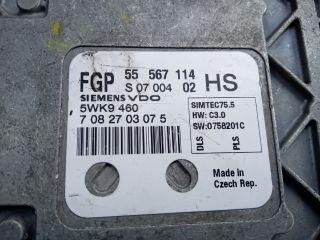 FGP 55 567 114 HS
S 07 004 02
SIEMENS VDO
5WK9 460
7 08 27 03 07 5
SIMTEC75.5
HW: C3.0
SW:0758201C
DLS
PLS
Made in
Czech Rep.